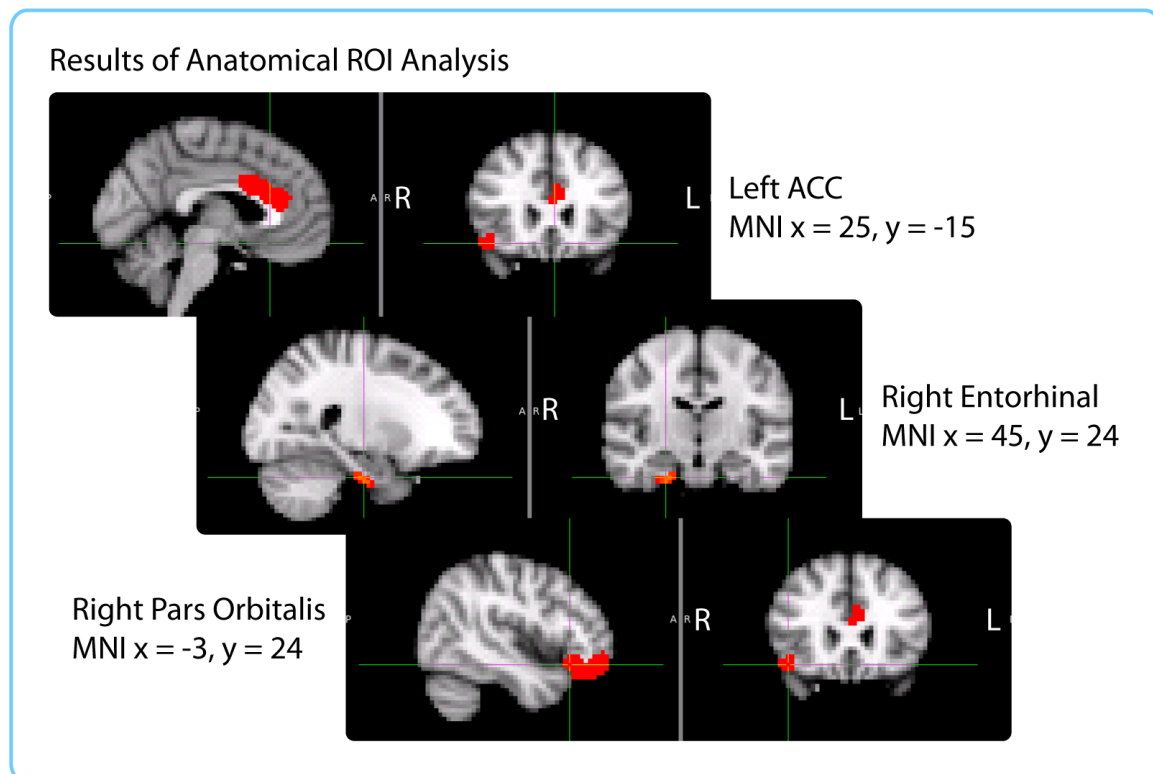 Results of Anatomical ROI Analysis
P
A R R
L L
Left ACC
MNI x = 25, y = -15
P
A R R
L L
Right Entorhinal
MNI x = 45, y = 24
Right Pars Orbitalis
MNI x = -3, y = 24
P
A R R
L L